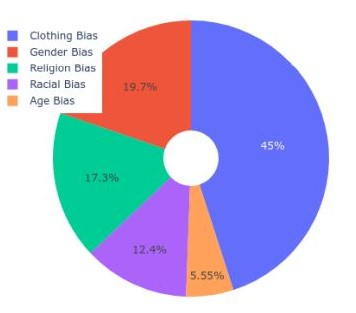 Clothing Bias
Gender Bias
Religion Bias
Racial Bias
Age Bias
19.7%
45%
17.3%
12.4%
5.55%